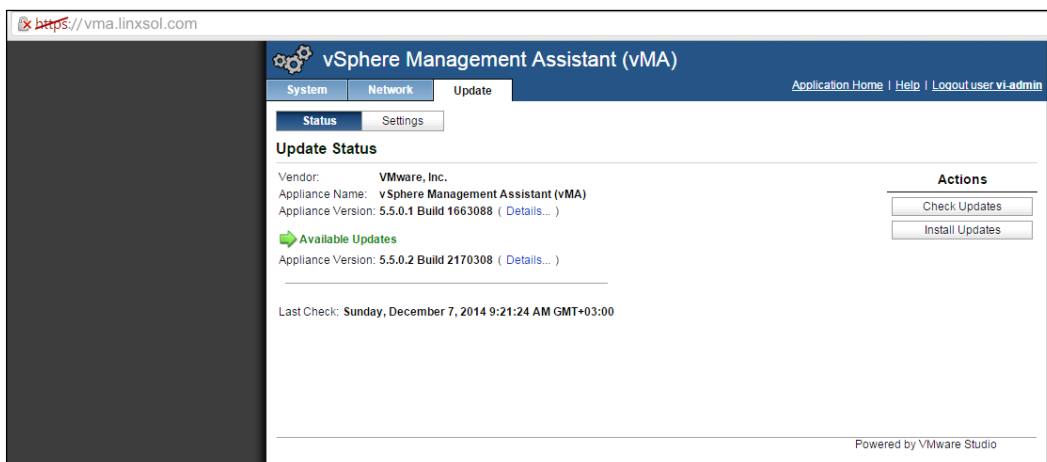 https://vma.linxsol.com
vSphere Management Assistant (vMA)
System Network Update
Application Home | Help | Logout user vi-admin
Status Settings
Update Status
Vendor: VMware, Inc.
Appliance Name: vSphere Management Assistant (vMA)
Appliance Version: 5.5.0.1 Build 1663088 ( Details... )
Actions
Check Updates
Install Updates
Available Updates
Appliance Version: 5.5.0.2 Build 2170308 ( Details... )
Last Check: Sunday, December 7, 2014 9:21:24 AM GMT+03:00
Powered by VMware Studio